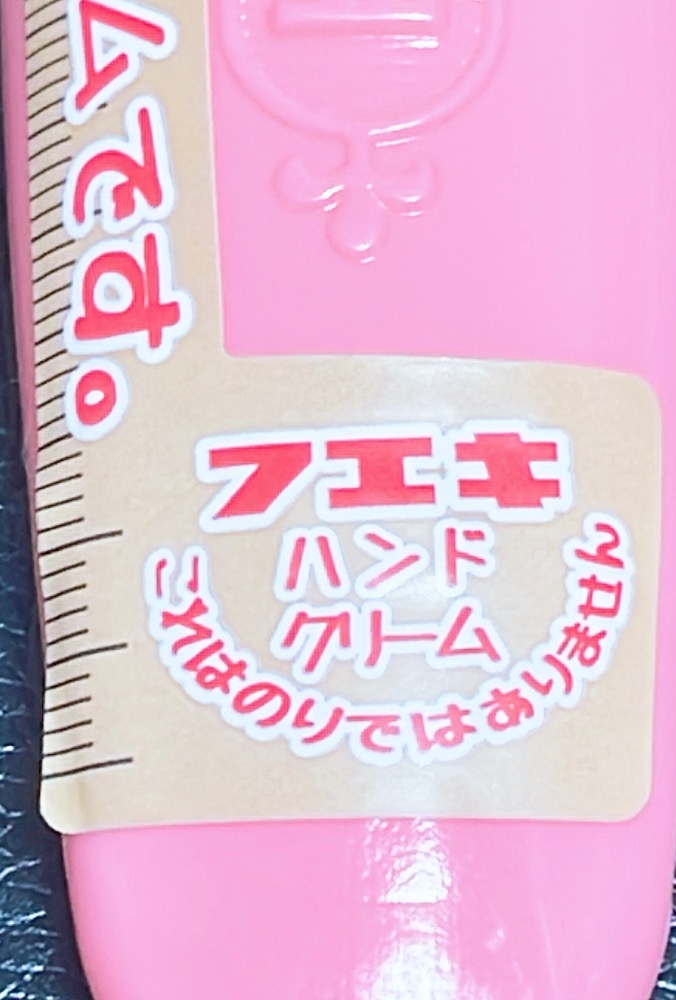 ムです。
フエキ
ハンド
クリーム
これはのりではありません